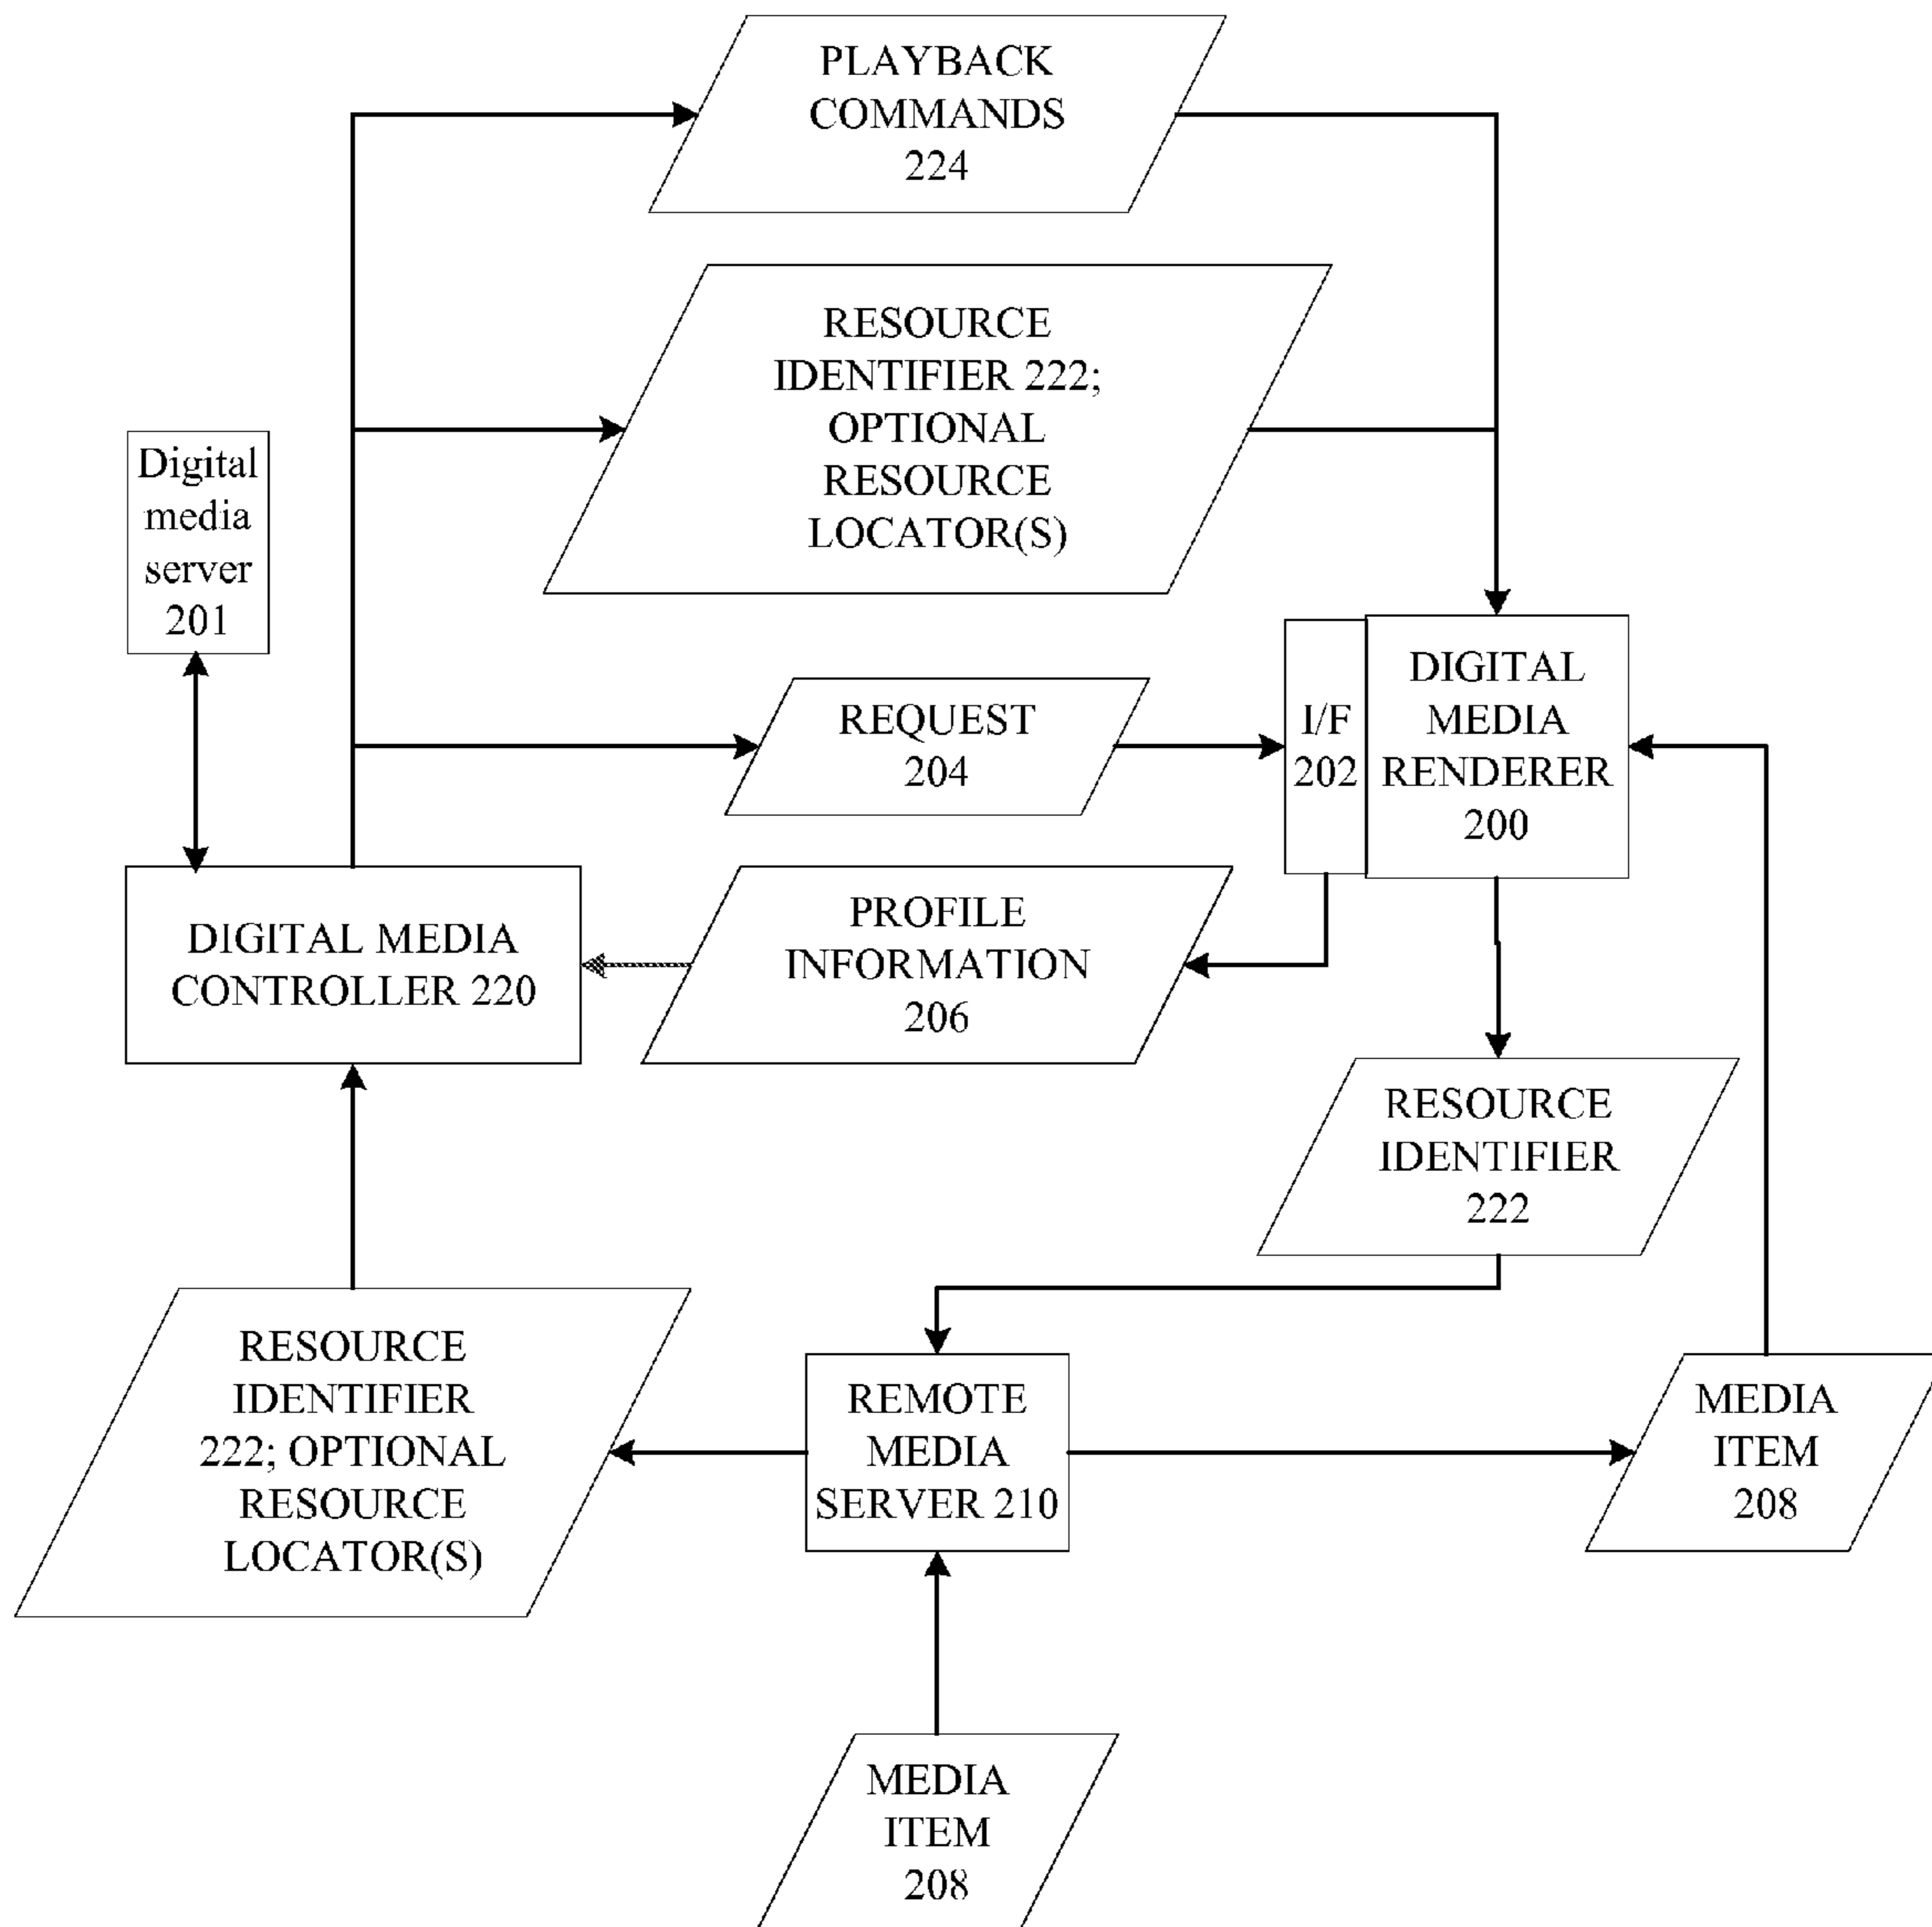 PLAYBACK
COMMANDS
224
RESOURCE
IDENTIFIER 222;
OPTIONAL
RESOURCE
LOCATOR(S)
Digital
media
server
201
REQUEST
204
I/F
202
DIGITAL
MEDIA
RENDERER
200
DIGITAL MEDIA
CONTROLLER 220
PROFILE
INFORMATION
206
RESOURCE
IDENTIFIER
222
RESOURCE
IDENTIFIER
222; OPTIONAL
RESOURCE
LOCATOR(S)
REMOTE
MEDIA
SERVER 210
MEDIA
ITEM
208
MEDIA
ITEM
208